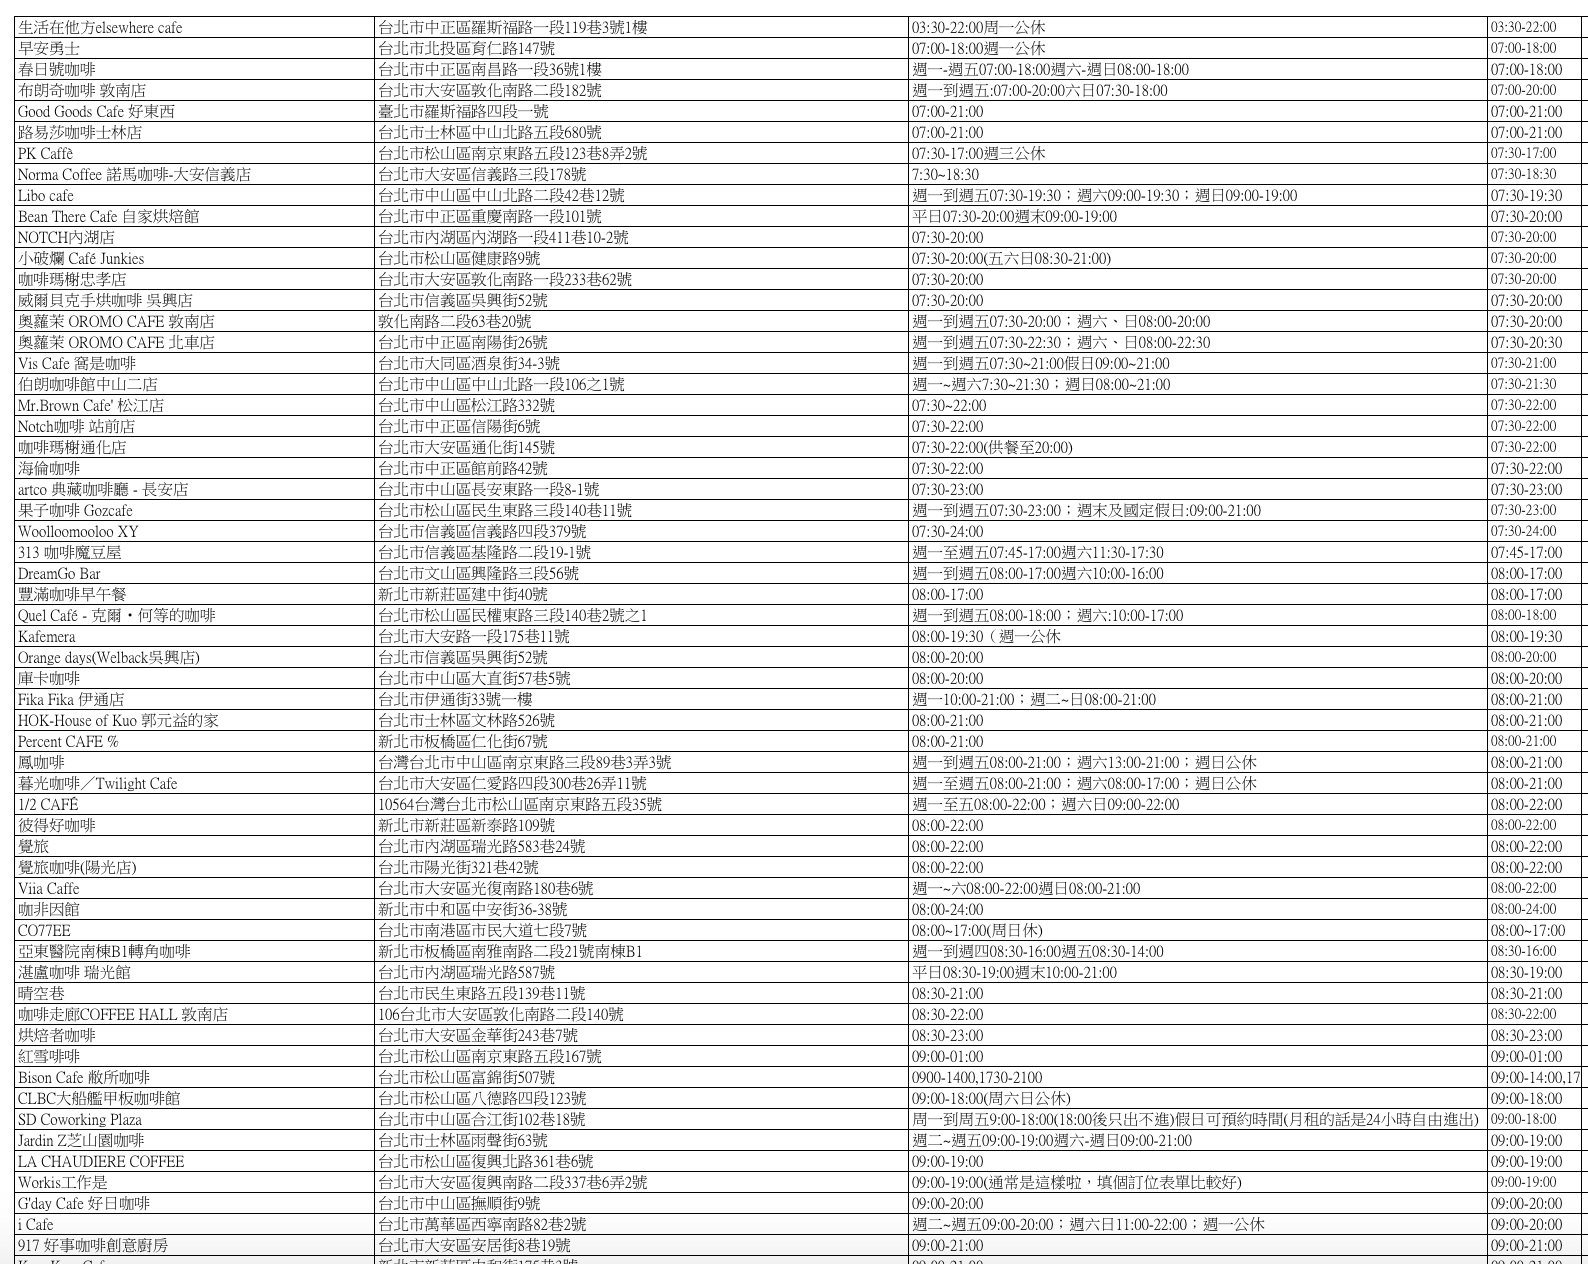 生活在他方elsewhere cafe 台北市中正區羅斯福路一段119巷3號1樓 03:30-22:00周一公休 03:30-22:00
早安勇士 台北市北投區育仁路147號 07:00-18:00週一公休 07:00-18:00
春日號咖啡 台北市中正區南昌路一段36號1樓 週一-週五07:00-18:00週六-週日08:00-18:00 07:00-18:00
布朗奇咖啡 敦南店 台北市大安區敦化南路二段182號 週一到週五:07:00-20:00六日07:30-18:00 07:00-20:00
Good Goods Cafe 好東西 臺北市羅斯福路四段一號 07:00-21:00 07:00-21:00
路易莎咖啡士林店 台北市士林區中山北路五段680號 07:00-21:00 07:00-21:00
PK Caffè 台北市松山區南京東路五段123巷8弄2號 07:30-17:00週三公休 07:30-17:00
Norma Coffee 諾馬咖啡-大安信義店 台北市大安區信義路三段178號 7:30~18:30 07:30-18:30
Libo cafe 台北市中山區中山北路二段42巷12號 週一到週五07:30-19:30；週六09:00-19:30；週日09:00-19:00 07:30-19:30
Bean There Cafe 自家烘焙館 台北市中正區重慶南路一段101號 平日07:30-20:00週末09:00-19:00 07:30-20:00
NOTCH內湖店 台北市內湖區內湖路一段411巷10-2號 07:30-20:00 07:30-20:00
小破爛 Café Junkies 台北市松山區健康路9號 07:30-20:00(五六日08:30-21:00) 07:30-20:00
咖啡瑪榭忠孝店 台北市大安區敦化南路一段233巷62號 07:30-20:00 07:30-20:00
威爾貝克手烘咖啡 吳興店 台北市信義區吳興街52號 07:30-20:00 07:30-20:00
奧蘿茉 OROMO CAFE 敦南店 敦化南路二段63巷20號 週一到週五07:30-20:00；週六、日08:00-20:00 07:30-20:00
奧蘿茉 OROMO CAFE 北車店 台北市中正區南陽街26號 週一到週五07:30-22:30；週六、日08:00-22:30 07:30-20:30
Vis Cafe 窩是咖啡 台北市大同區酒泉街34-3號 週一到週五07:30~21:00假日09:00~21:00 07:30-21:00
伯朗咖啡館中山二店 台北市中山區中山北路一段106之1號 週一~週六7:30~21:30；週日08:00~21:00 07:30-21:30
Mr.Brown Cafe' 松江店 台北市中山區松江路332號 07:30~22:00 07:30-22:00
Notch咖啡 站前店 台北市中正區信陽街6號 07:30-22:00 07:30-22:00
咖啡瑪榭通化店 台北市大安區通化街145號 07:30-22:00(供餐至20:00) 07:30-22:00
海倫咖啡 台北市中正區館前路42號 07:30-22:00 07:30-22:00
artco 典藏咖啡廳 - 長安店 台北市中山區長安東路一段8-1號 07:30-23:00 07:30-23:00
果子咖啡 Gozcafe 台北市松山區民生東路三段140巷11號 週一到週五07:30-23:00；週末及國定假日:09:00-21:00 07:30-23:00
Woolloomooloo XY 台北市信義區信義路四段379號 07:30-24:00 07:30-24:00
313 咖啡魔豆屋 台北市信義區基隆路二段19-1號 週一至週五07:45-17:00週六11:30-17:30 07:45-17:00
DreamGo Bar 台北市文山區興隆路三段56號 週一到週五08:00-17:00週六10:00-16:00 08:00-17:00
豐滿咖啡早午餐 新北市新莊區建中街40號 08:00-17:00 08:00-17:00
Quel Café - 克爾・何等的咖啡 台北市松山區民權東路三段140巷2號之1 週一到週五08:00-18:00；週六:10:00-17:00 08:00-18:00
Kafemera 台北市大安路一段175巷11號 08:00-19:30（週一公休 08:00-19:30
Orange days(Welback吳興店) 台北市信義區吳興街52號 08:00-20:00 08:00-20:00
庫卡咖啡 台北市中山區大直街57巷5號 08:00-20:00 08:00-20:00
Fika Fika 伊通店 台北市伊通街33號一樓 週一10:00-21:00；週二~日08:00-21:00 08:00-21:00
HOK-House of Kuo 郭元益的家 台北市士林區文林路526號 08:00-21:00 08:00-21:00
Percent CAFE % 新北市板橋區仁化街67號 08:00-21:00 08:00-21:00
鳳咖啡 台灣台北市中山區南京東路三段89巷3弄3號 週一到週五08:00-21:00；週六13:00-21:00；週日公休 08:00-21:00
暮光咖啡／Twilight Cafe 台北市大安區仁愛路四段300巷26弄11號 週一至週五08:00-21:00；週六08:00-17:00；週日公休 08:00-21:00
1/2 CAFÉ 10564台灣台北市松山區南京東路五段35號 週一至五08:00-22:00；週六日09:00-22:00 08:00-22:00
彼得好咖啡 新北市新莊區新泰路109號 08:00-22:00 08:00-22:00
覺旅 台北市內湖區瑞光路583巷24號 08:00-22:00 08:00-22:00
覺旅咖啡(陽光店) 台北市陽光街321巷42號 08:00-22:00 08:00-22:00
Viia Caffe 台北市大安區光復南路180巷6號 週一~六08:00-22:00週日08:00-21:00 08:00-22:00
咖非因館 新北市中和區中安街36-38號 08:00-24:00 08:00-24:00
CO77EE 台北市南港區市民大道七段7號 08:00~17:00(周日休) 08:00~17:00
亞東醫院南棟B1轉角咖啡 新北市板橋區南雅南路二段21號南棟B1 週一到週四08:30-16:00週五08:30-14:00 08:30-16:00
湛盧咖啡 瑞光館 台北市內湖區瑞光路587號 平日08:30-19:00週末10:00-21:00 08:30-19:00
晴空巷 台北市民生東路五段139巷11號 08:30-21:00 08:30-21:00
咖啡走廊COFFEE HALL 敦南店 106台北市大安區敦化南路二段140號 08:30-22:00 08:30-22:00
烘焙者咖啡 台北市大安區金華街243巷7號 08:30-23:00 08:30-23:00
紅雪啡啡 台北市松山區南京東路五段167號 09:00-01:00 09:00-01:00
Bison Cafe 敝所咖啡 台北市松山區富錦街507號 0900-1400,1730-2100 09:00-14:00,17
CLBC大船艦甲板咖啡館 台北市松山區八德路四段123號 09:00-18:00(周六日公休) 09:00-18:00
SD Coworking Plaza 台北市中山區合江街102巷18號 周一到周五9:00-18:00(18:00後只出不進)假日可預約時間(月租的話是24小時自由進出) 09:00-18:00
Jardin Z芝山園咖啡 台北市士林區雨聲街63號 週二~週五09:00-19:00週六-週日09:00-21:00 09:00-19:00
LA CHAUDIERE COFFEE 台北市松山區復興北路361巷6號 09:00-19:00 09:00-19:00
Workis工作是 台北市大安區復興南路二段337巷6弄2號 09:00-19:00(通常是這樣啦，填個訂位表單比較好) 09:00-19:00
G'day Cafe 好日咖啡 台北市中山區撫順街9號 09:00-20:00 09:00-20:00
i Cafe 台北市萬華區西寧南路82巷2號 週二~週五09:00-20:00；週六日11:00-22:00；週一公休 09:00-20:00
917 好事咖啡創意廚房 台北市大安區安居街8巷19號 09:00-21:00 09:00-21:00